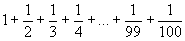 1 + 1/2 + 1/3 + 1/4 + ... + 1/99 + 1/100